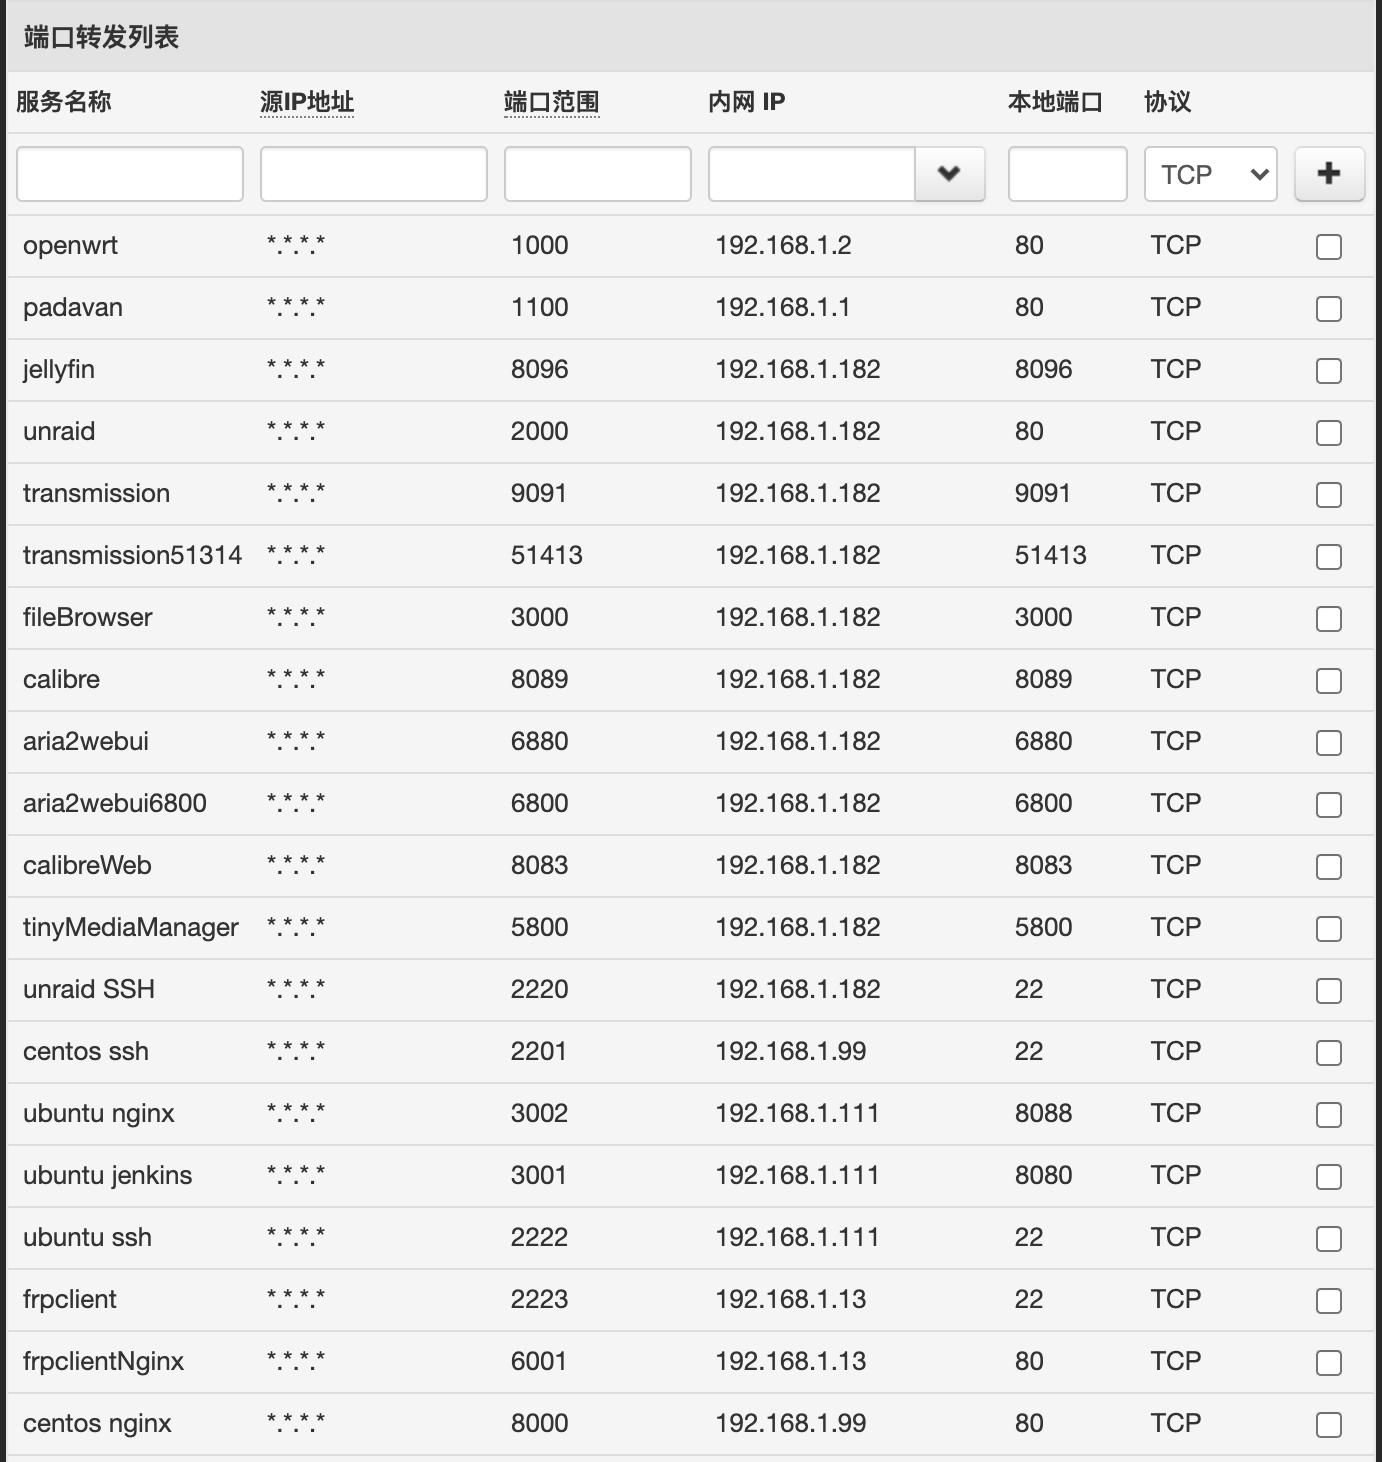 端口转发列表
服务名称 源IP地址 端口范围 内网 IP 本地端口 协议
TCP
openwrt *.*.*.* 1000 192.168.1.2 80 TCP
padavan *.*.*.* 1100 192.168.1.1 80 TCP
jellyfin *.*.*.* 8096 192.168.1.182 8096 TCP
unraid *.*.*.* 2000 192.168.1.182 80 TCP
transmission *.*.*.* 9091 192.168.1.182 9091 TCP
transmission51314 *.*.*.* 51413 192.168.1.182 51413 TCP
fileBrowser *.*.*.* 3000 192.168.1.182 3000 TCP
calibre *.*.*.* 8089 192.168.1.182 8089 TCP
aria2webui *.*.*.* 6880 192.168.1.182 6880 TCP
aria2webui6800 *.*.*.* 6800 192.168.1.182 6800 TCP
calibreWeb *.*.*.* 8083 192.168.1.182 8083 TCP
tinyMediaManager *.*.*.* 5800 192.168.1.182 5800 TCP
unraid SSH *.*.*.* 2220 192.168.1.182 22 TCP
centos ssh *.*.*.* 2201 192.168.1.99 22 TCP
ubuntu nginx *.*.*.* 3002 192.168.1.111 8088 TCP
ubuntu jenkins *.*.*.* 3001 192.168.1.111 8080 TCP
ubuntu ssh *.*.*.* 2222 192.168.1.111 22 TCP
frpclient *.*.*.* 2223 192.168.1.13 22 TCP
frpclientNginx *.*.*.* 6001 192.168.1.13 80 TCP
centos nginx *.*.*.* 8000 192.168.1.99 80 TCP